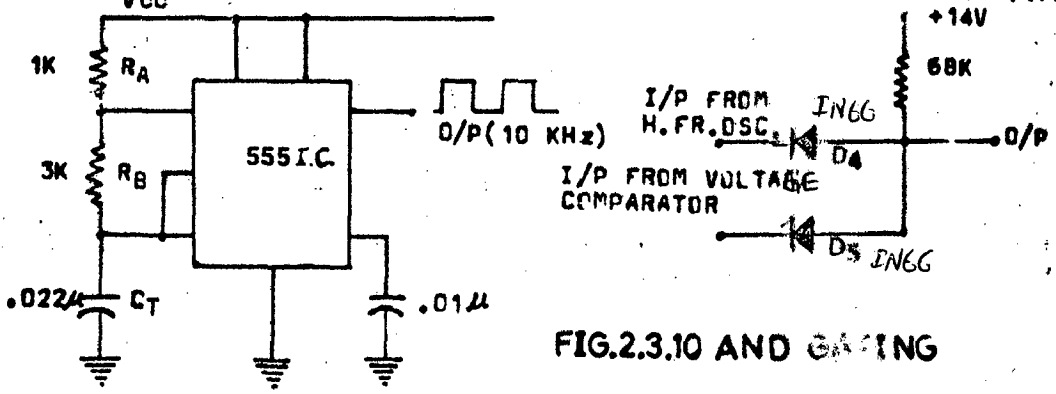 VCC
1K RA
3K RB
.022µ CT
555 I.C.
O/P(10 KHz)
.01µ
+14V
68K
I/P FROM
H.FR.OSC.
IN66
D4
O/P
I/P FROM VOLTAGE
COMPARATOR
D5 IN66
FIG.2.3.10 AND GATING